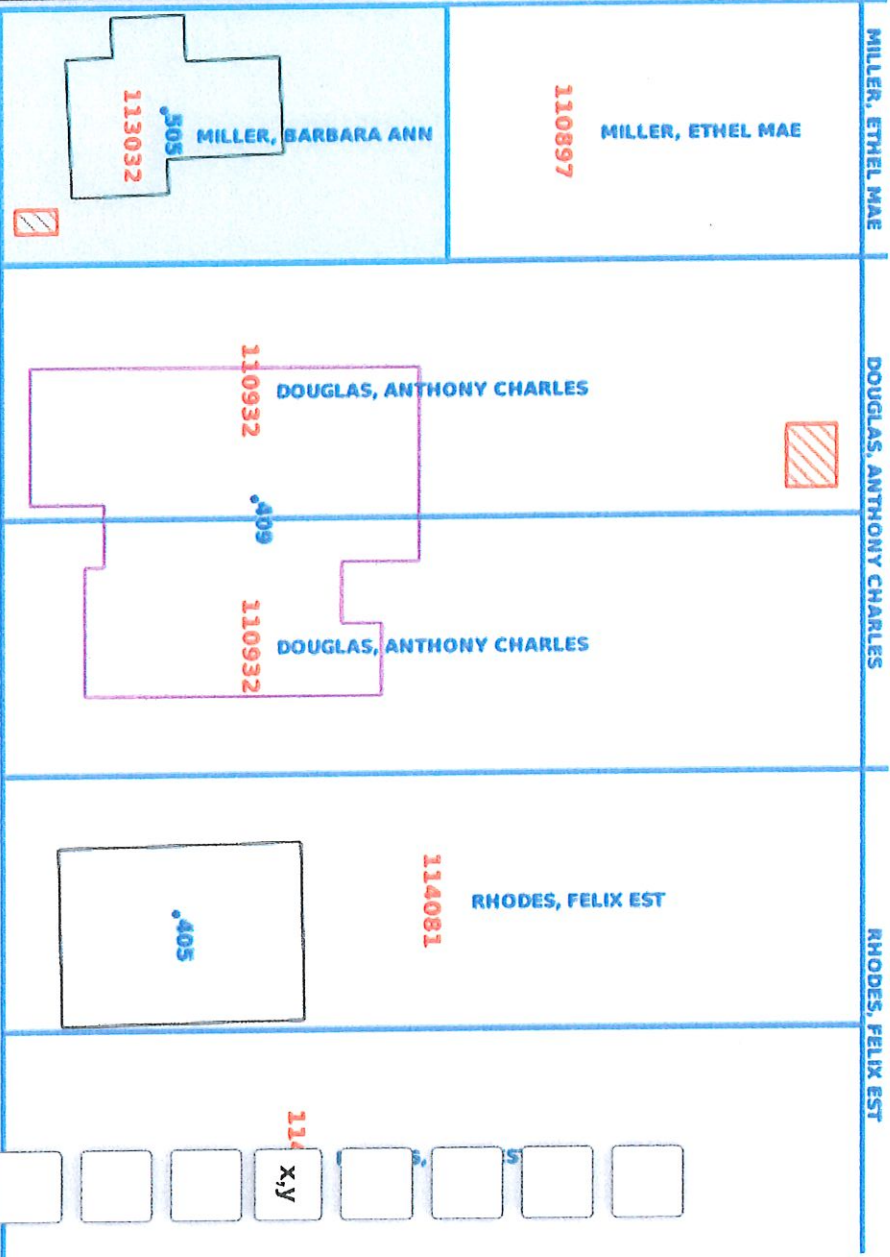 MILLER, ETHEL MAE
110897
MILLER, ETHEL MAE
.505
113032
MILLER, BARBARA ANN
DOUGLAS, ANTHONY CHARLES
110932
DOUGLAS, ANTHONY CHARLES
.409
110932
DOUGLAS, ANTHONY CHARLES
114081
RHODES, FELIX EST
.405
RHODES, FELIX EST
11
x,y